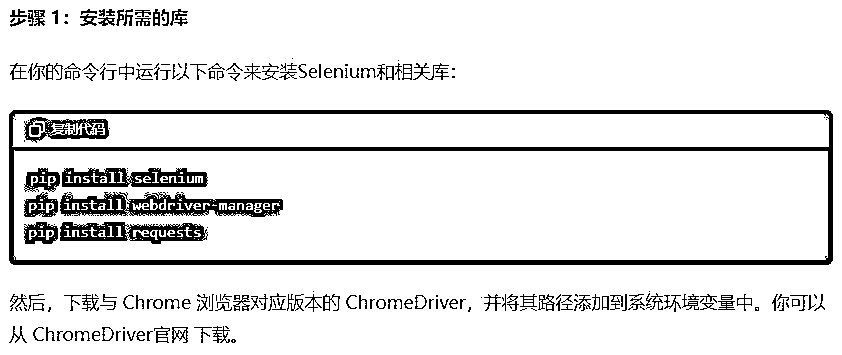 步骤 1：安装所需的库
在你的命令行中运行以下命令来安装Selenium和相关库：
复制代码
pip install selenium
pip install webdriver-manager
pip install requests
然后，下载与 Chrome 浏览器对应版本的 ChromeDriver，并将其路径添加到系统环境变量中。你可以
从 ChromeDriver官网 下载。